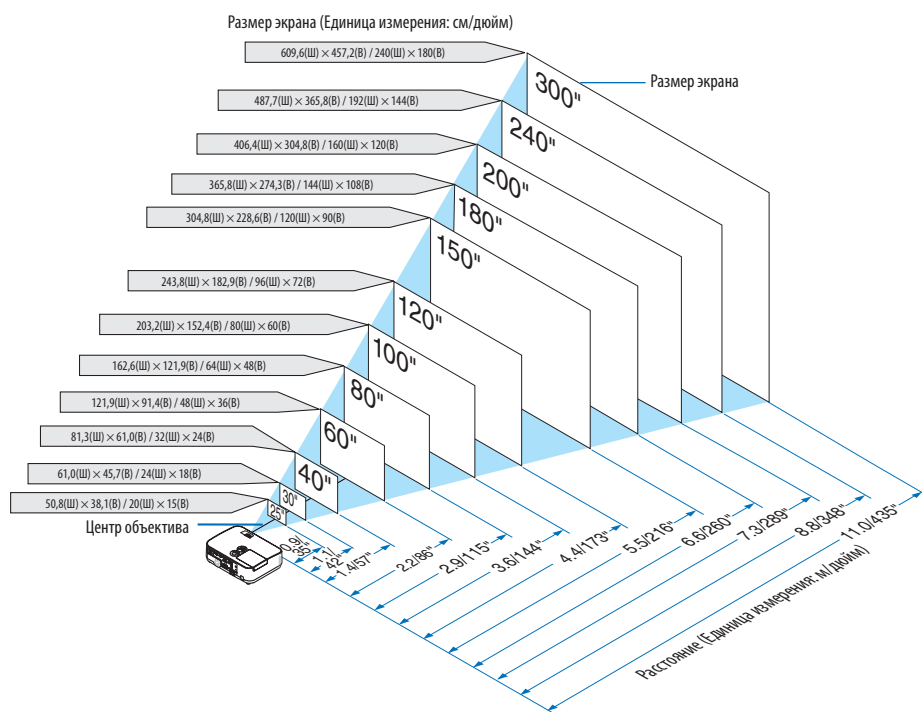 Размер экрана (Единица измерения: см/дюйм)
609,6(Ш) × 457,2(В) / 240(Ш) × 180(В)
Размер экрана
300"
487,7(Ш) × 365,8(В) / 192(Ш) × 144(В)
240"
406,4(Ш) × 304,8(В) / 160(Ш) × 120(В)
200"
365,8(Ш) × 274,3(В) / 144(Ш) × 108(В)
180"
304,8(Ш) × 228,6(В) / 120(Ш) × 90(В)
150"
243,8(Ш) × 182,9(В) / 96(Ш) × 72(В)
120"
203,2(Ш) × 152,4(В) / 80(Ш) × 60(В)
100"
162,6(Ш) × 121,9(В) / 64(Ш) × 48(В)
80"
121,9(Ш) × 91,4(В) / 48(Ш) × 36(В)
60"
81,3(Ш) × 61,0(В) / 32(Ш) × 24(В)
40"
61,0(Ш) × 45,7(В) / 24(Ш) × 18(В)
30"
50,8(Ш) × 38,1(В) / 20(Ш) × 15(В)
25"
Центр объектива
1.1/
42"
1.4/57"
2.2/86"
2.9/115"
3.6/144"
4.4/173"
5.5/216"
6.6/260"
7.3/289"
8.8/348"
11.0/435"
Расстояние (Единица измерения: м/дюйм)